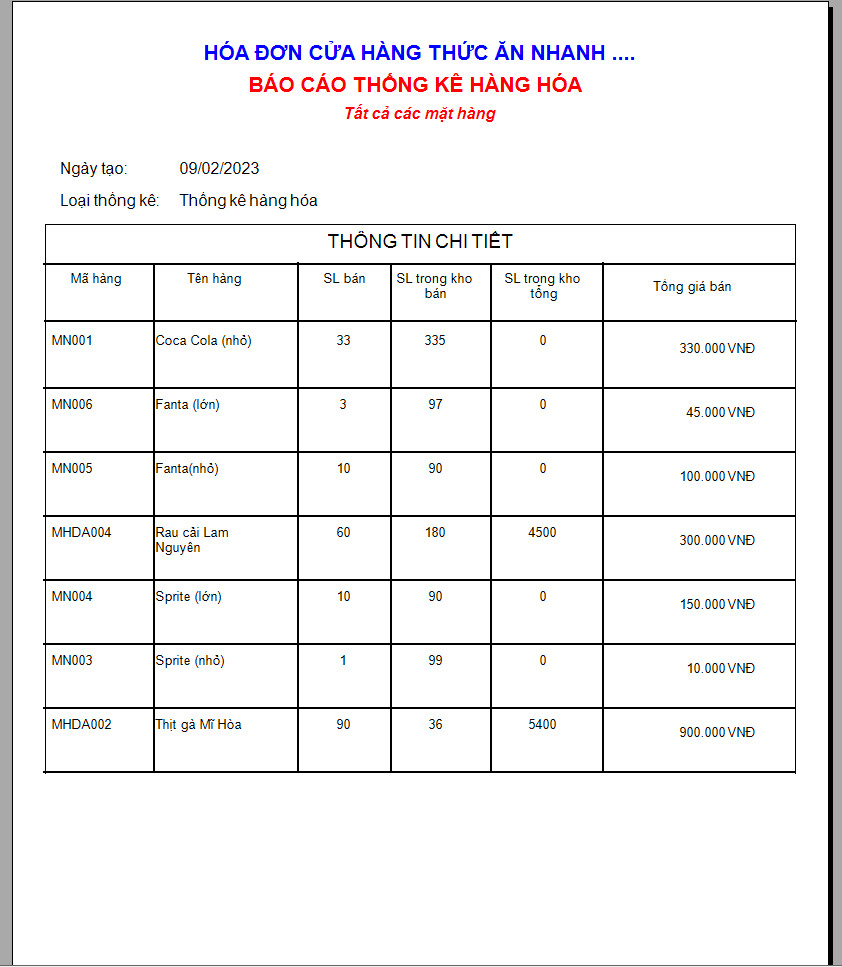 HÓA ĐƠN CỬA HÀNG THỨC ĂN NHANH ....
BÁO CÁO THỐNG KÊ HÀNG HÓA
Tất cả các mặt hàng
Ngày tạo: 09/02/2023
Loại thống kê: Thống kê hàng hóa
THÔNG TIN CHI TIẾT
Mã hàng Tên hàng SL bán SL trong kho bán SL trong kho tổng Tổng giá bán
MN001 Coca Cola (nhỏ) 33 335 0 330.000 VNĐ
MN006 Fanta (lớn) 3 97 0 45.000 VNĐ
MN005 Fanta(nhỏ) 10 90 0 100.000 VNĐ
MHDA004 Rau cải Lam Nguyên 60 180 4500 300.000 VNĐ
MN004 Sprite (lớn) 10 90 0 150.000 VNĐ
MN003 Sprite (nhỏ) 1 99 0 10.000 VNĐ
MHDA002 Thịt gà Mĩ Hòa 90 36 5400 900.000 VNĐ